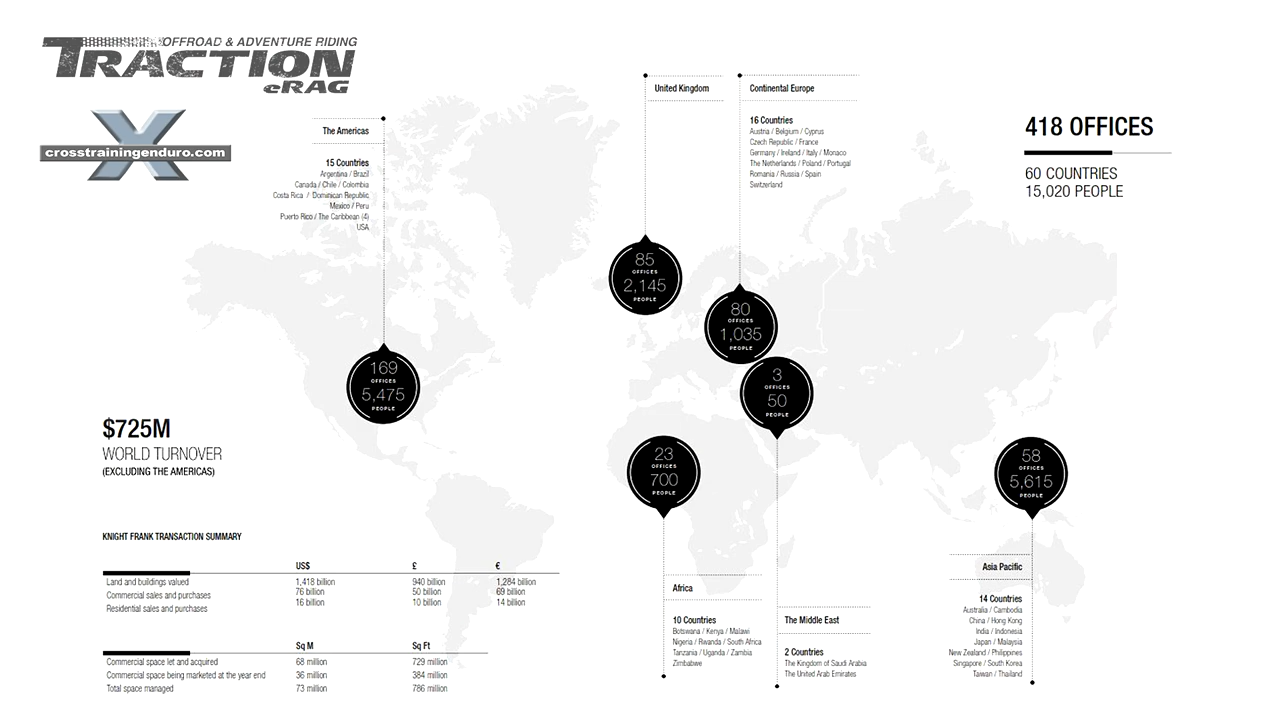 OFFROAD & ADVENTURE RIDING
TRACTION
eRAG
crosstrainingenduro.com
The Americas
15 Countries
Argentina / Brazil
Canada / Chile / Colombia
Costa Rica / Dominican Republic
Mexico / Peru
Puerto Rico / The Caribbean (4)
USA
169
OFFICES
5,475
PEOPLE
United Kingdom
85
OFFICES
2,145
PEOPLE
Continental Europe
16 Countries
Austria / Belgium / Cyprus
Czech Republic / France
Germany / Ireland / Italy / Monaco
The Netherlands / Poland / Portugal
Romania / Russia / Spain
Switzerland
80
OFFICES
1,035
PEOPLE
418 OFFICES
60 COUNTRIES
15,020 PEOPLE
3
OFFICES
50
PEOPLE
The Middle East
2 Countries
The Kingdom of Saudi Arabia
The United Arab Emirates
23
OFFICES
700
PEOPLE
Africa
10 Countries
Botswana / Kenya / Malawi
Nigeria / Rwanda / South Africa
Tanzania / Uganda / Zambia
Zimbabwe
58
OFFICES
5,615
PEOPLE
Asia Pacific
14 Countries
Australia / Cambodia
China / Hong Kong
India / Indonesia
Japan / Malaysia
New Zealand / Philippines
Singapore / South Korea
Taiwan / Thailand
$725M
WORLD TURNOVER
(EXCLUDING THE AMERICAS)
KNIGHT FRANK TRANSACTION SUMMARY
US$ £ €
Land and buildings valued 1,418 billion 940 billion 1,284 billion
Commercial sales and purchases 76 billion 50 billion 69 billion
Residential sales and purchases 16 billion 10 billion 14 billion
Sq M Sq Ft
Commercial space let and acquired 68 million 729 million
Commercial space being marketed at the year end 36 million 384 million
Total space managed 73 million 786 million